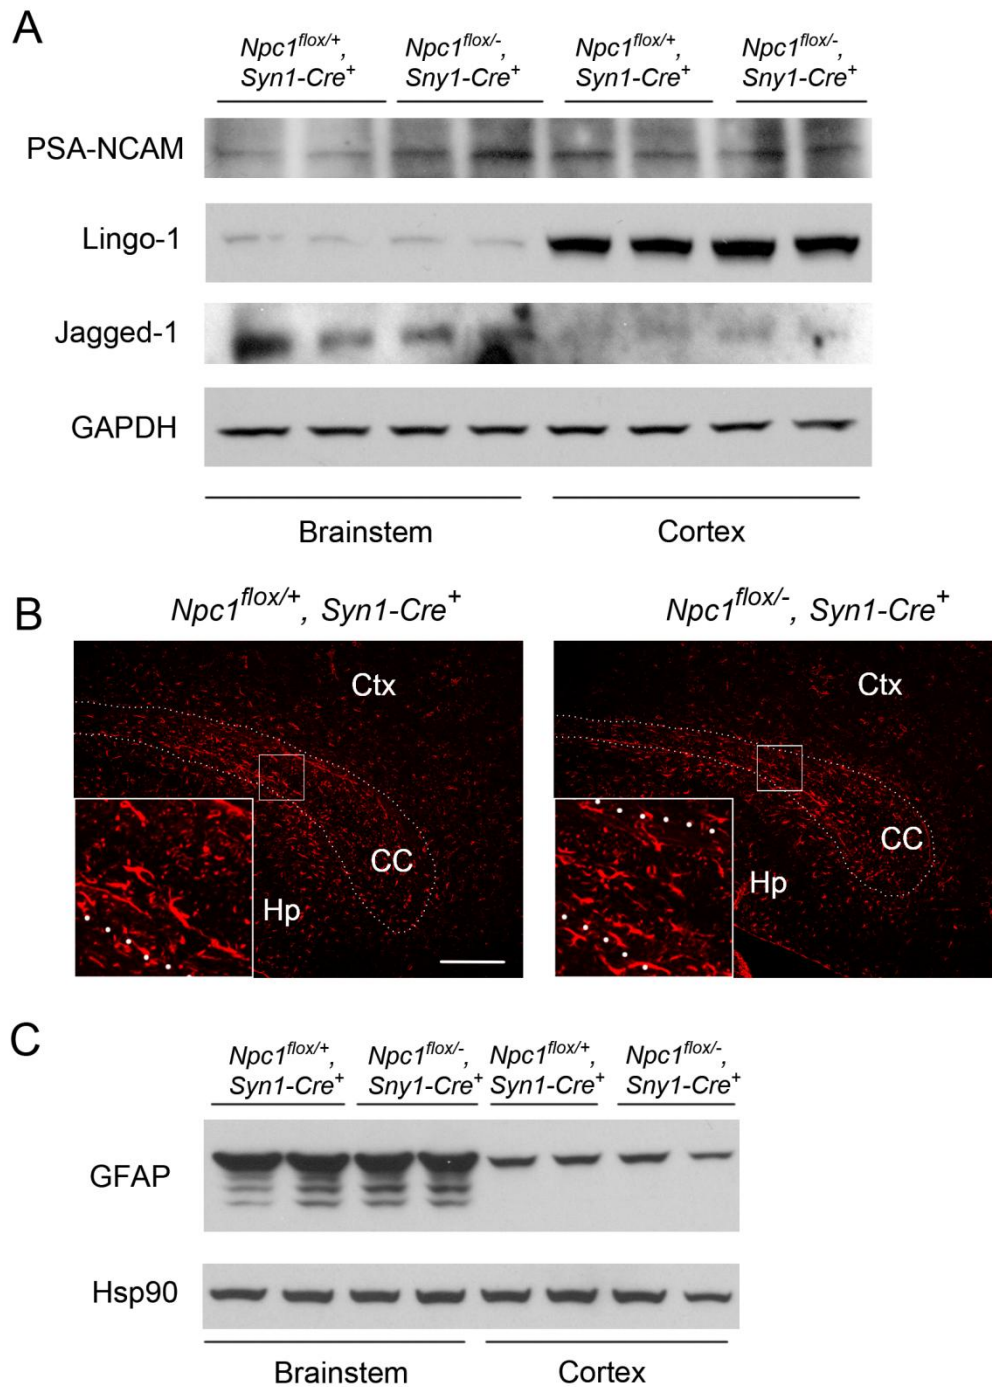 A
Npc1flox/+, Npc1flox/-, Npc1flox/+, Npc1flox/-,
Syn1-Cre+ Sny1-Cre+ Syn1-Cre+ Sny1-Cre+
PSA-NCAM
Lingo-1
Jagged-1
GAPDH
Brainstem Cortex
B
Npc1flox/+, Syn1-Cre+ Npc1flox/-, Syn1-Cre+
Ctx Ctx
CC CC
Hp Hp
C
Npc1flox/+, Npc1flox/-, Npc1flox/+, Npc1flox/-,
Syn1-Cre+ Sny1-Cre+ Syn1-Cre+ Sny1-Cre+
GFAP
Hsp90
Brainstem Cortex